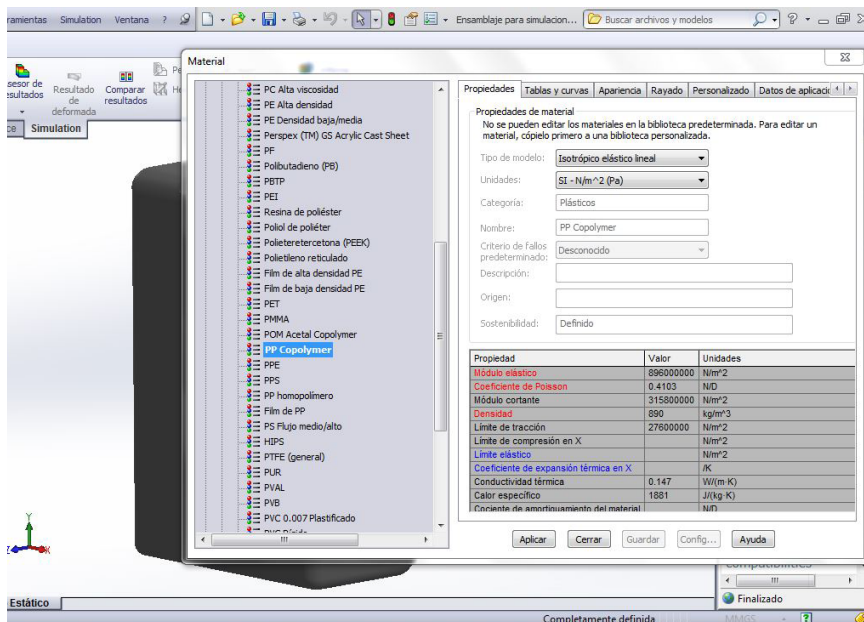 ramientas Simulation Ventana ?
Ensamblaje para simulacion... Buscar archivos y modelos
sesor de
esultados
Resultado
de
deformada
Comparar
resultados
Simulation
Material
PC Alta viscosidad
PE Alta densidad
PE Densidad baja/media
Perspex (TM) GS Acrylic Cast Sheet
PF
Polibutadieno (PB)
PBTP
PEI
Resina de poliéster
Poliol de poliéter
Polieteretercetona (PEEK)
Polietileno reticulado
Film de alta densidad PE
Film de baja densidad PE
PET
PMMA
POM Acetal Copolymer
PP Copolymer
PPE
PPS
PP homopolímero
Film de PP
PS Flujo medio/alto
HIPS
PTFE (general)
PUR
PVAL
PVB
PVC 0.007 Plastificado
PVC Rígido
Propiedades Tablas y curvas Apariencia Rayado Personalizado Datos de aplicació
Propiedades de material
No se pueden editar los materiales en la biblioteca predeterminada. Para editar un
material, cópielo primero a una biblioteca personalizada.
Tipo de modelo: Isotrópico elástico lineal
Unidades: SI - N/m^2 (Pa)
Categoría: Plásticos
Nombre: PP Copolymer
Criterio de fallos
predeterminado: Desconocido
Descripción:
Origen:
Sostenibilidad: Definido
Propiedad Valor Unidades
Módulo elástico 896000000 N/m^2
Coeficiente de Poisson 0.4103 N/D
Módulo cortante 315800000 N/m^2
Densidad 890 kg/m^3
Límite de tracción 27600000 N/m^2
Límite de compresión en X N/m^2
Límite elástico N/m^2
Coeficiente de expansión térmica en X /K
Conductividad térmica 0.147 W/(m·K)
Calor específico 1881 J/(kg·K)
Cociente de amortiguamiento del material N/D
Aplicar Cerrar Guardar Config... Ayuda
Compatibilities
Finalizado
Estático
Completamente definida MMGS
Z Y X